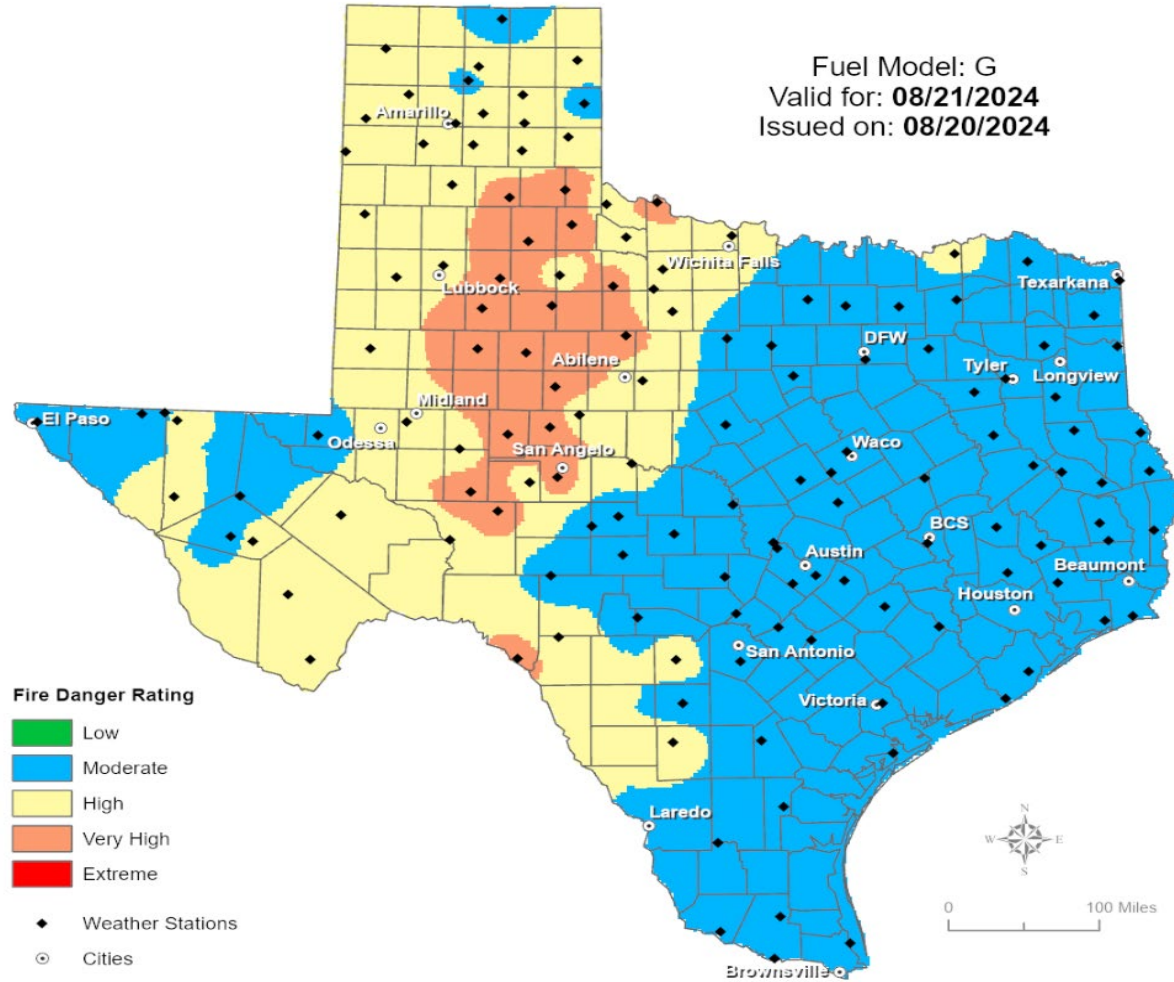 Fuel Model: G
Valid for: 08/21/2024
Issued on: 08/20/2024
Amarillo
Wichita Falls
Lubbock
Texarkana
DFW
Abilene
Tyler
Longview
Midland
El Paso
Odessa
Waco
San Angelo
BCS
Austin
Beaumont
Houston
San Antonio
Victoria
Laredo
Brownsville
Fire Danger Rating
Low
Moderate
High
Very High
Extreme
Weather Stations
Cities
N
W E
S
0 100 Miles